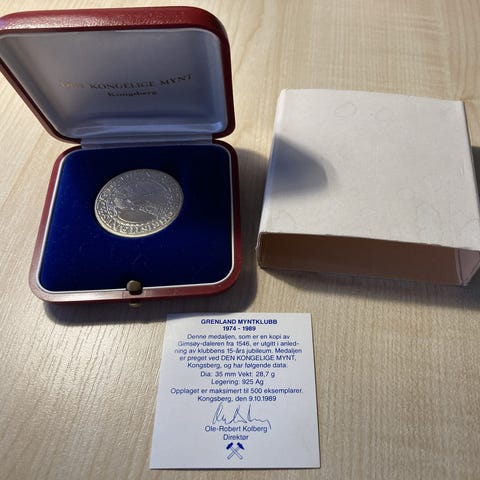 DEN KONGELIGE MYNT
Kongsberg
GRENLAND MYNTKLUBB
1974 - 1989
Denne medaljen, som er en kopi av
Gimsøy-daleren fra 1546, er utgitt i anled-
ning av klubbens 15-års jubileum. Medaljen
er preget ved DEN KONGELIGE MYNT,
Kongsberg, og har følgende data:
Dia: 35 mm Vekt: 28,7 g
Legering: 925 Ag
Opplaget er maksimert til 500 eksemplarer.
Kongsberg, den 9.10.1989
Ole-Robert Kolberg
Direktør